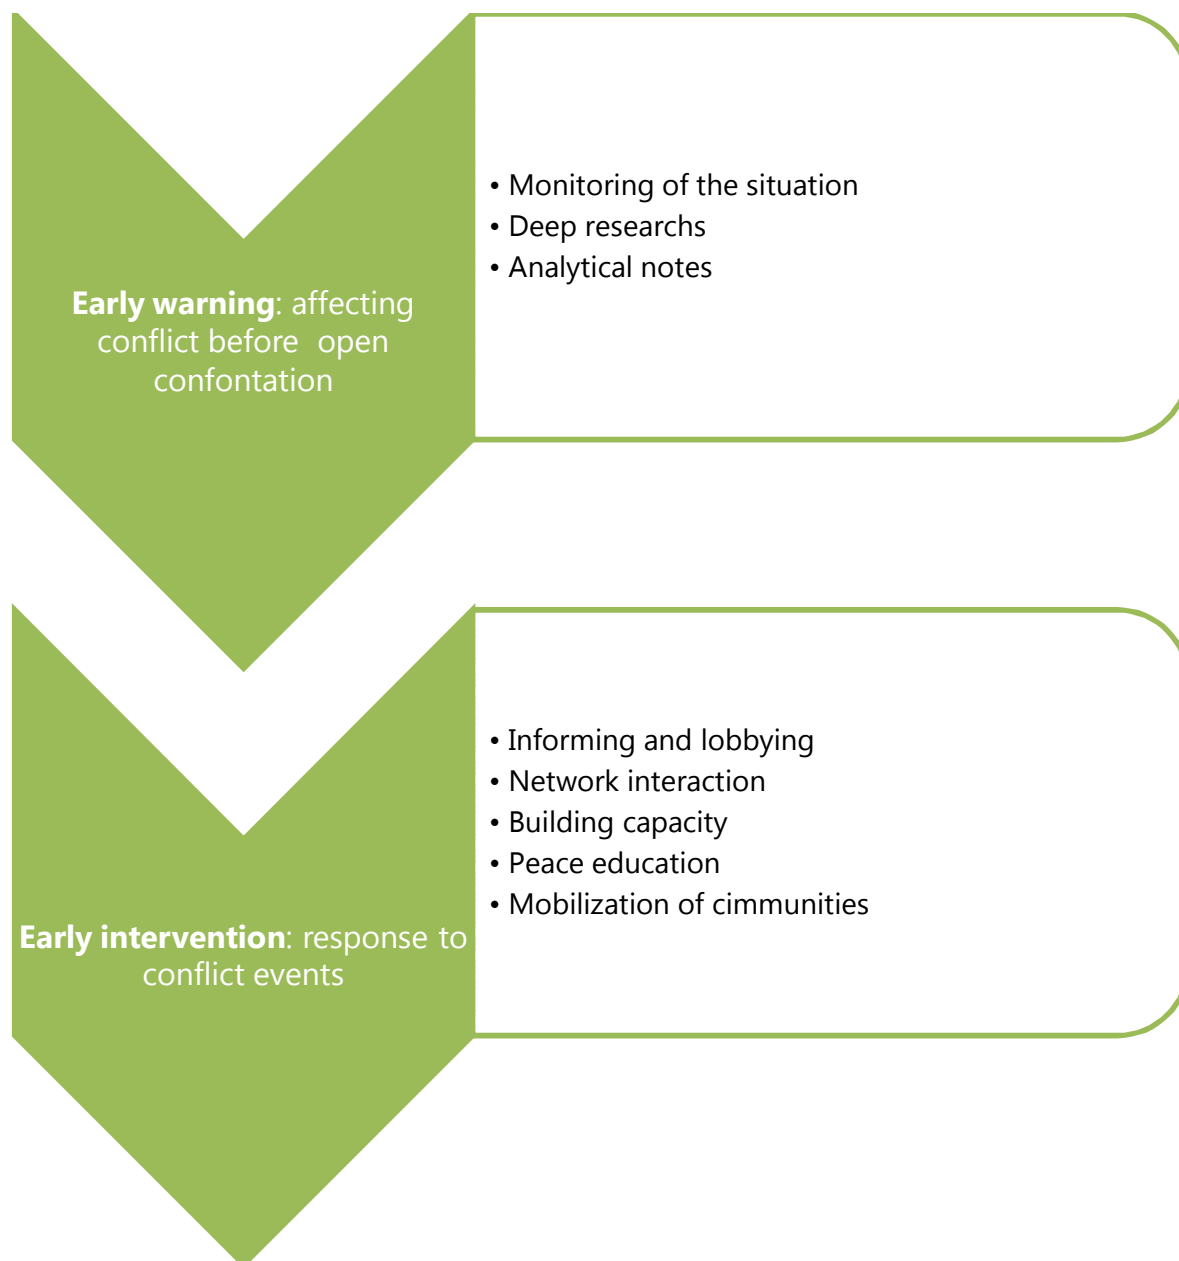 • Monitoring of the situation
• Deep researchs
• Analytical notes
Early warning: affecting
conflict before open
confontation
• Informing and lobbying
• Network interaction
• Building capacity
• Peace education
• Mobilization of cimmunities
Early intervention: response to
conflict events